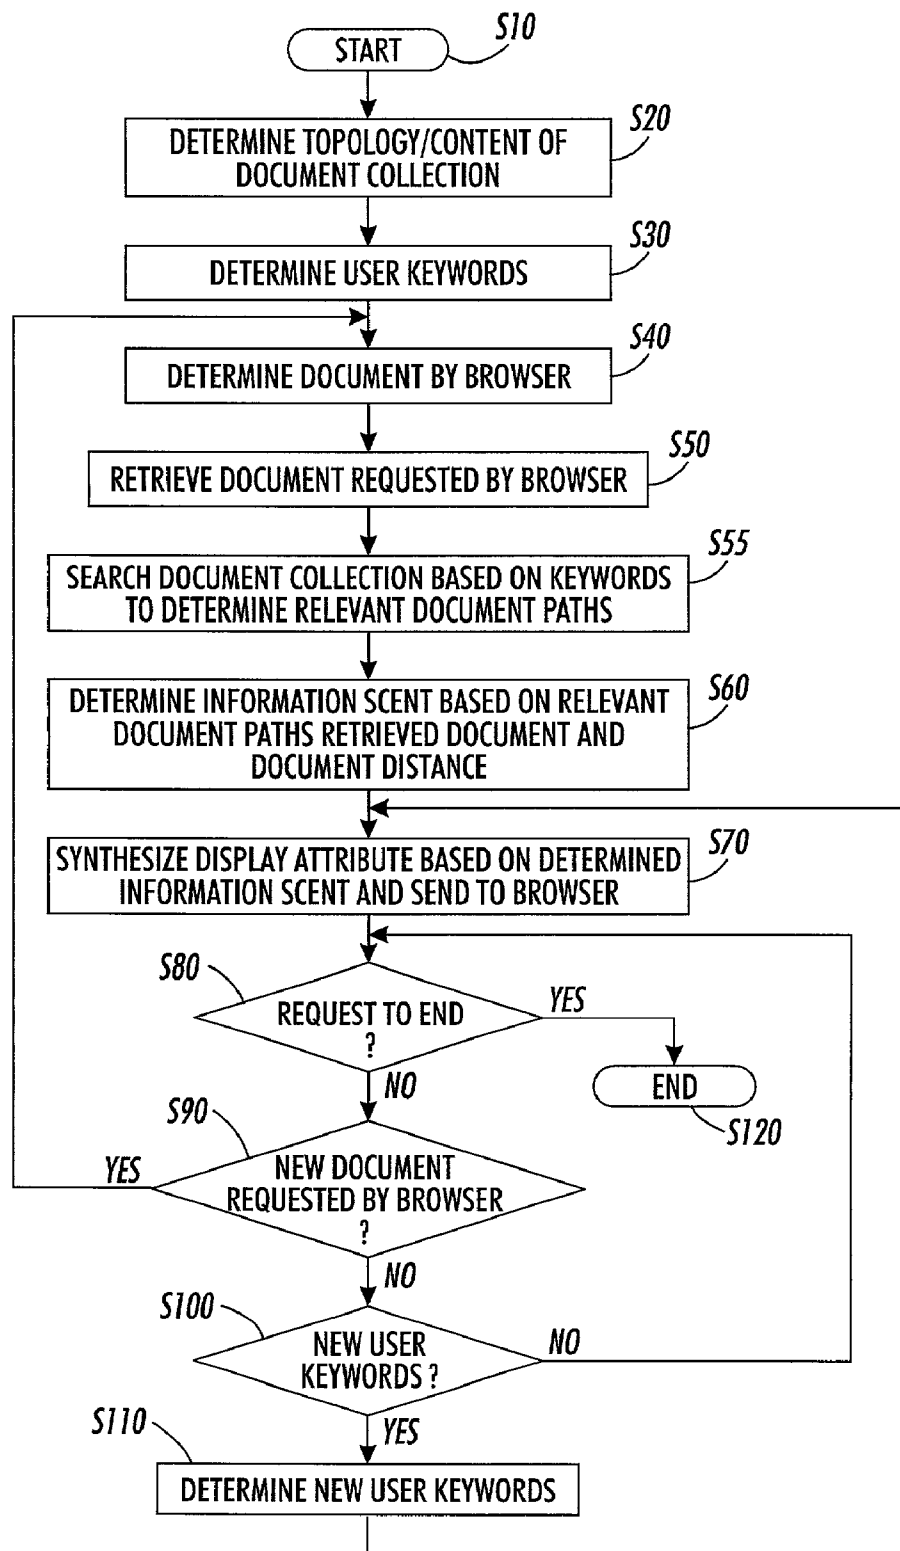 START
S10
DETERMINE TOPOLOGY/CONTENT OF
DOCUMENT COLLECTION
S20
DETERMINE USER KEYWORDS
S30
DETERMINE DOCUMENT BY BROWSER
S40
RETRIEVE DOCUMENT REQUESTED BY BROWSER
S50
SEARCH DOCUMENT COLLECTION BASED ON KEYWORDS
TO DETERMINE RELEVANT DOCUMENT PATHS
S55
DETERMINE INFORMATION SCENT BASED ON RELEVANT
DOCUMENT PATHS RETRIEVED DOCUMENT AND
DOCUMENT DISTANCE
S60
SYNTHESIZE DISPLAY ATTRIBUTE BASED ON DETERMINED
INFORMATION SCENT AND SEND TO BROWSER
S70
S80
REQUEST TO END
?
YES
NO
END
S120
S90
NEW DOCUMENT
REQUESTED BY BROWSER
?
YES
NO
S100
NEW USER
KEYWORDS ?
NO
YES
S110
DETERMINE NEW USER KEYWORDS